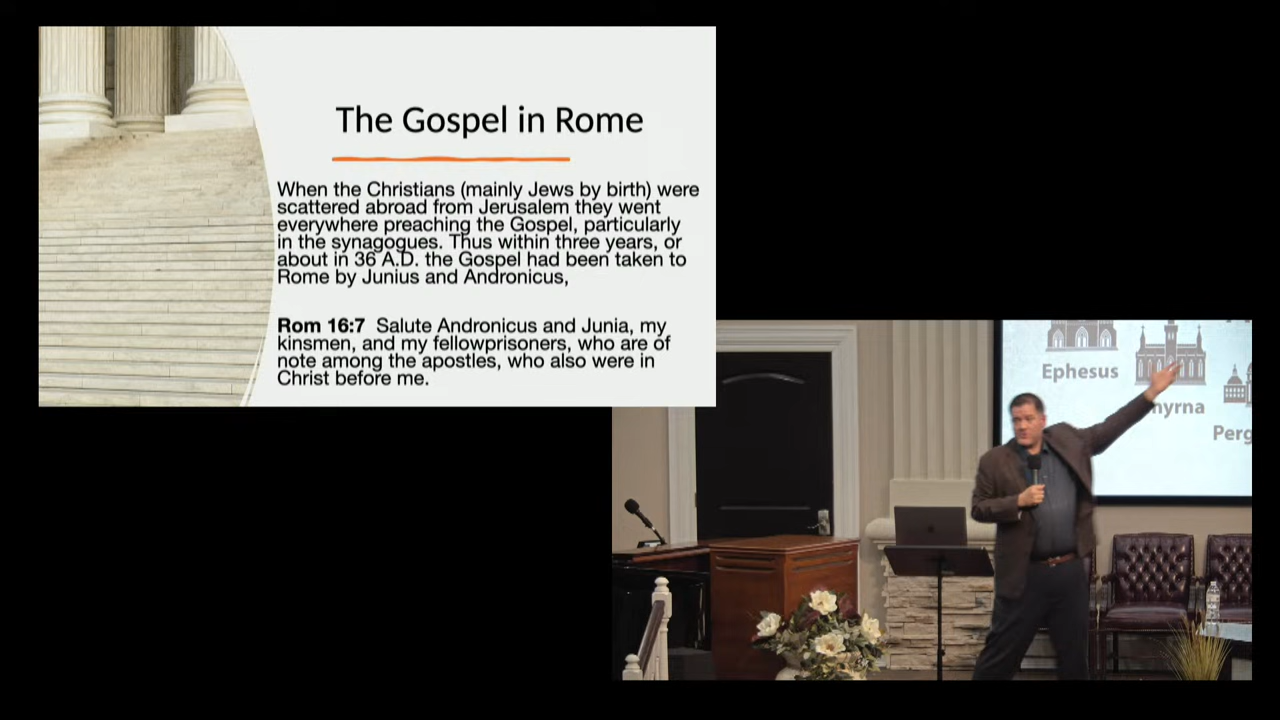 The Gospel in Rome
When the Christians (mainly Jews by birth) were
scattered abroad from Jerusalem they went
everywhere preaching the Gospel, particularly
in the synagogues. Thus within three years, or
about in 36 A.D. the Gospel had been taken to
Rome by Junius and Andronicus,
Rom 16:7 Salute Andronicus and Junia, my
kinsmen, and my fellowprisoners, who are of
note among the apostles, who also were in
Christ before me.
Ephesus
myrna
Perg